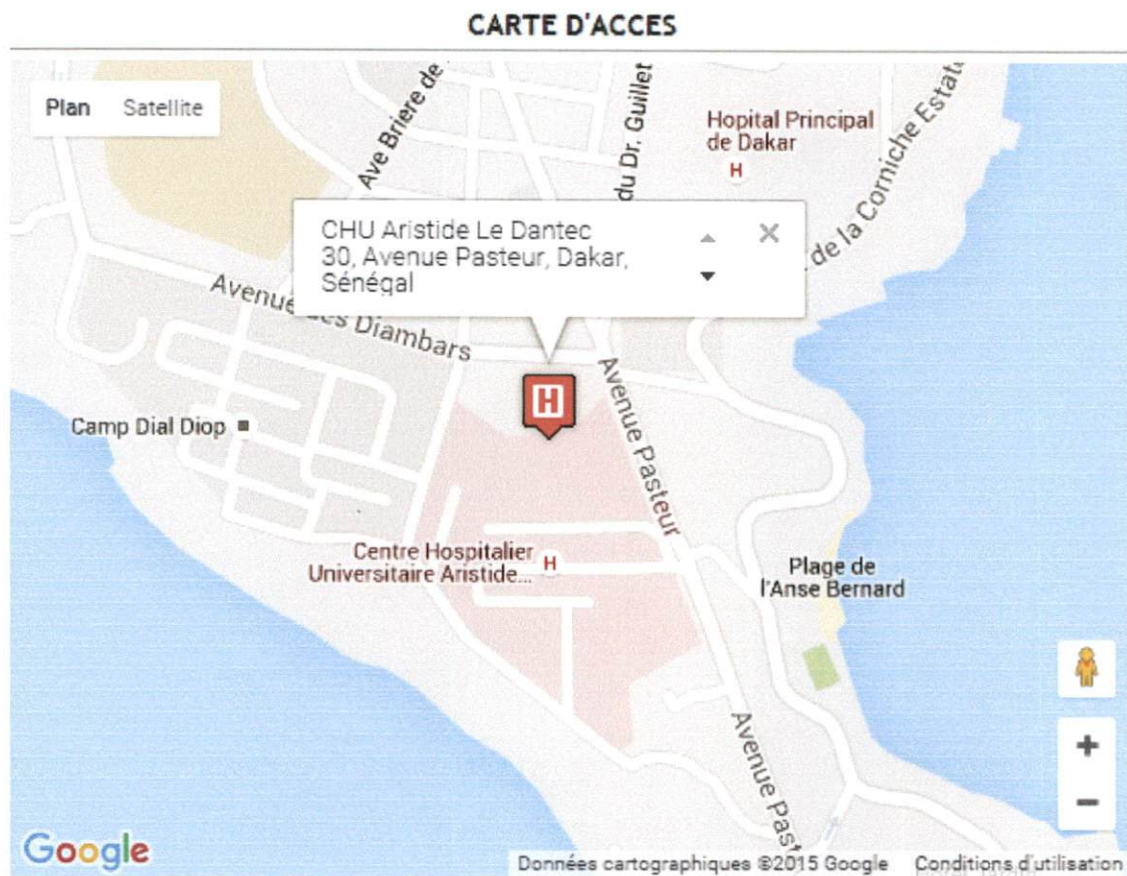 CARTE D'ACCES
Plan Satellite
Ave Briere de
du Dr. Guillet
Hopital Principal
de Dakar
de la Corniche Estate
CHU Aristide Le Dantec
30, Avenue Pasteur, Dakar,
Sénégal
Avenue des Diambars
Avenue Pasteur
Camp Dial Diop
Centre Hospitalier
Universitaire Aristide...
H
H
H
Plage de
l'Anse Bernard
Avenue Past
+
−
Google
Données cartographiques ©2015 Google Conditions d'utilisation